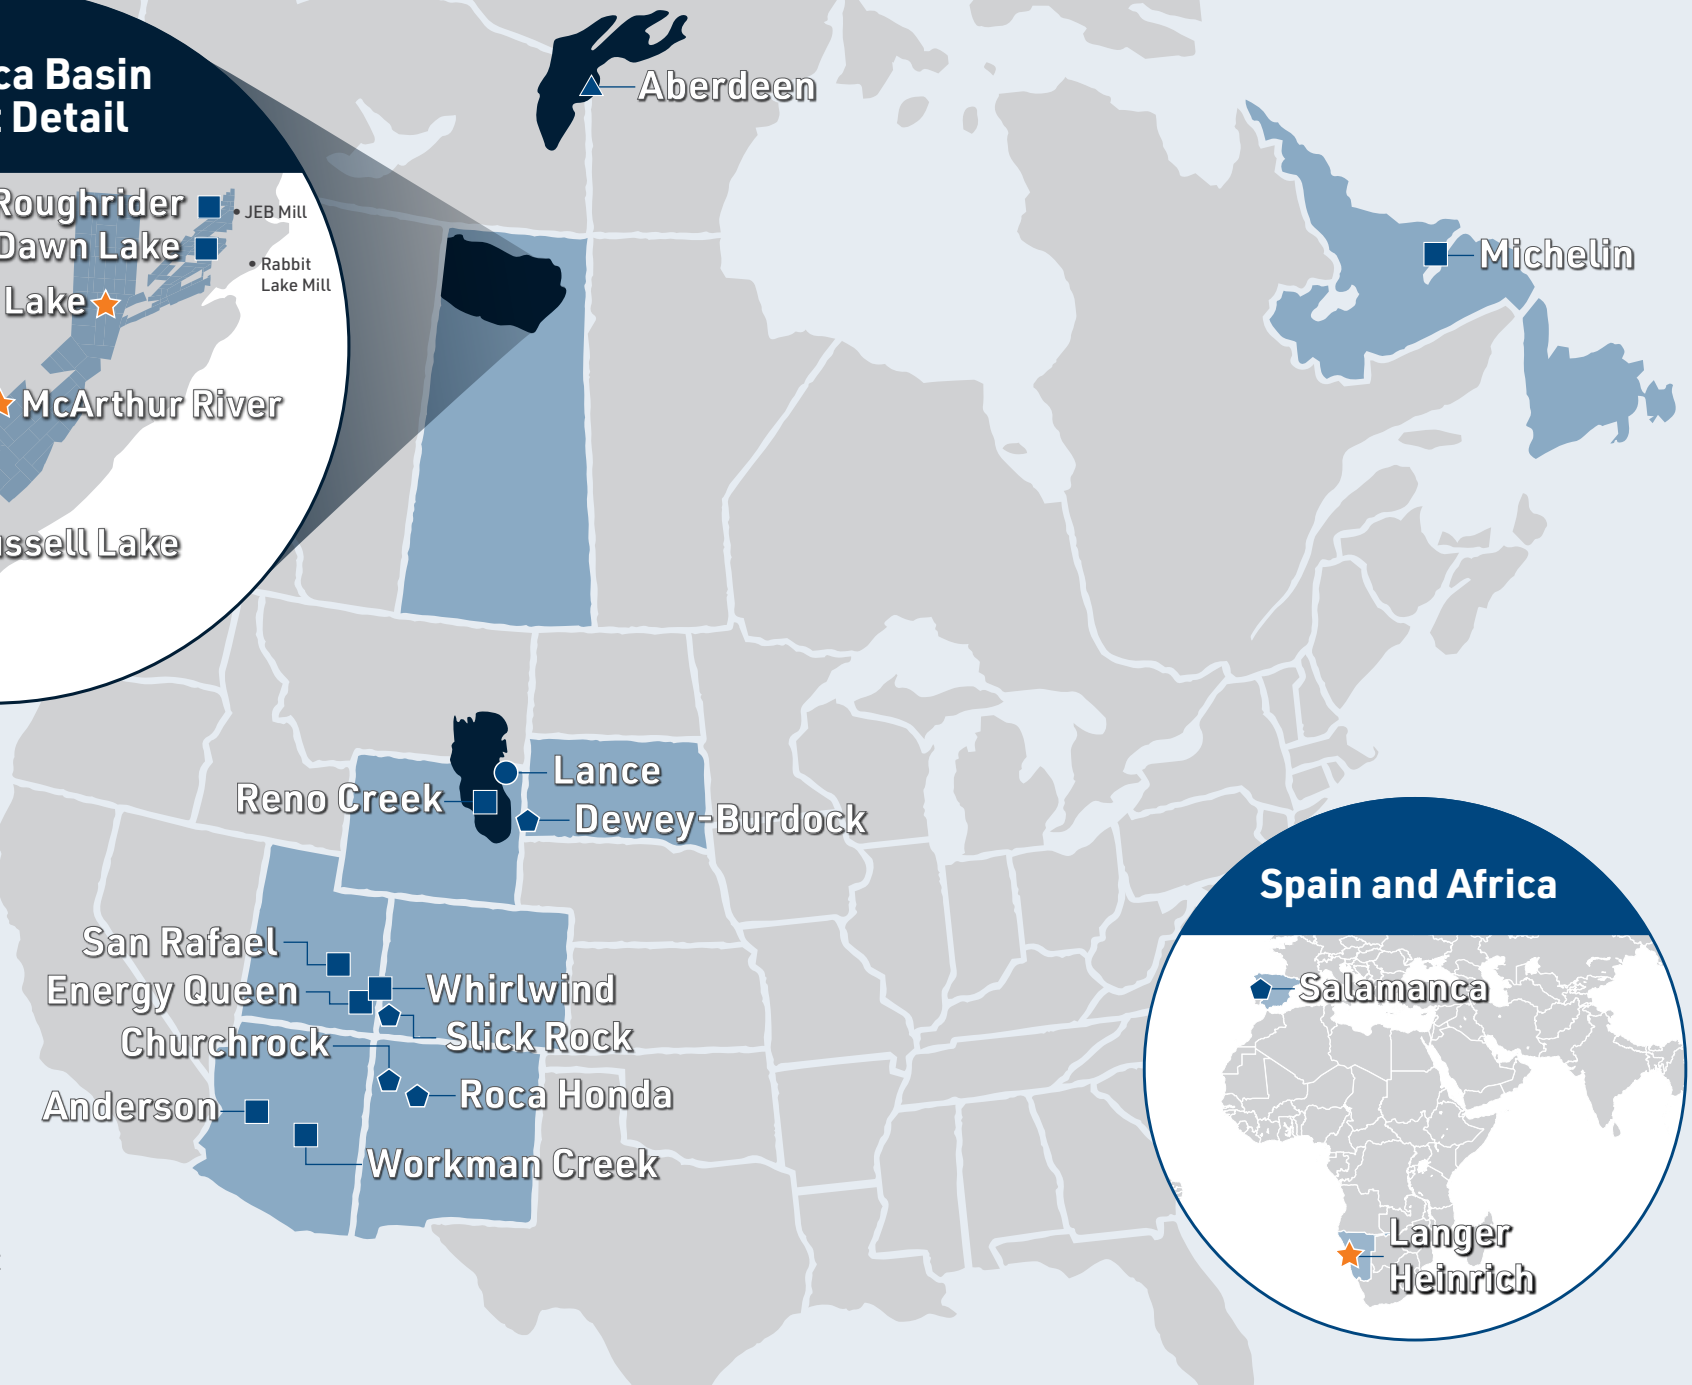 Basin
Detail
Roughrider
JEB Mill
Dawn Lake
Rabbit
Lake Mill
Lake
McArthur River
Lake
Aberdeen
Michelin
Lance
Reno Creek
Dewey-Burdock
San Rafael
Energy Queen
Whirlwind
Slick Rock
Churchrock
Roca Honda
Anderson
Workman Creek
Spain and Africa
Salamanca
Langer
Heinrich